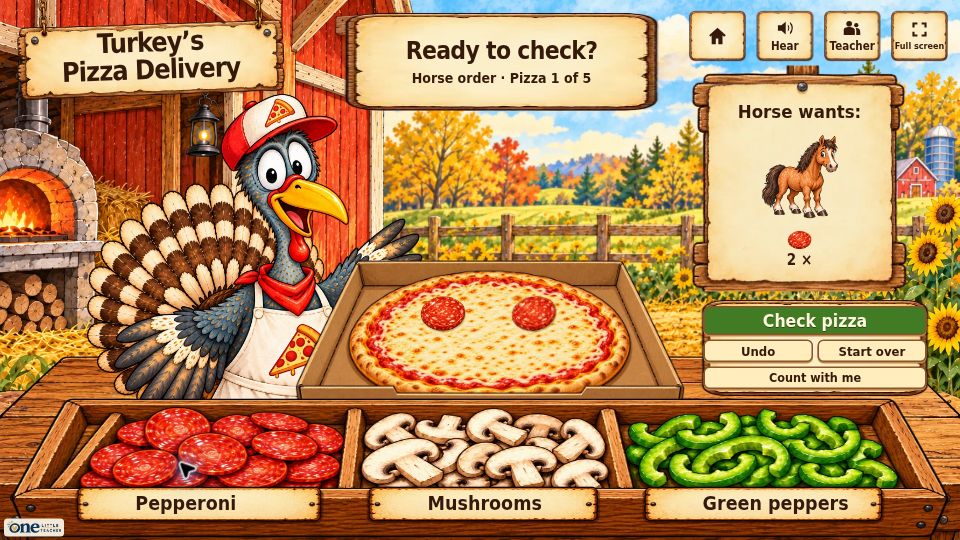 Turkey's
Pizza Delivery
Ready to check?
Horse order · Pizza 1 of 5
Hear
Teacher
Full screen
Horse wants:
2 ×
Check pizza
Undo
Start over
Count with me
Pepperoni
Mushrooms
Green peppers
one LITTLE
TEACHER